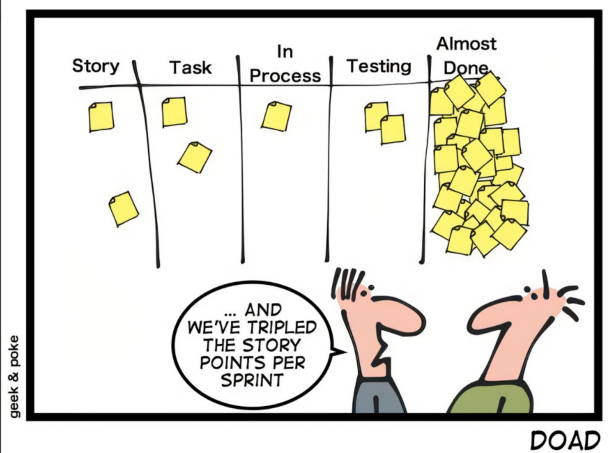 Story
Task
In
Process
Testing
Almost
Done
... AND
WE'VE TRIPLED
THE STORY
POINTS PER
SPRINT
geek & poke
DOAD